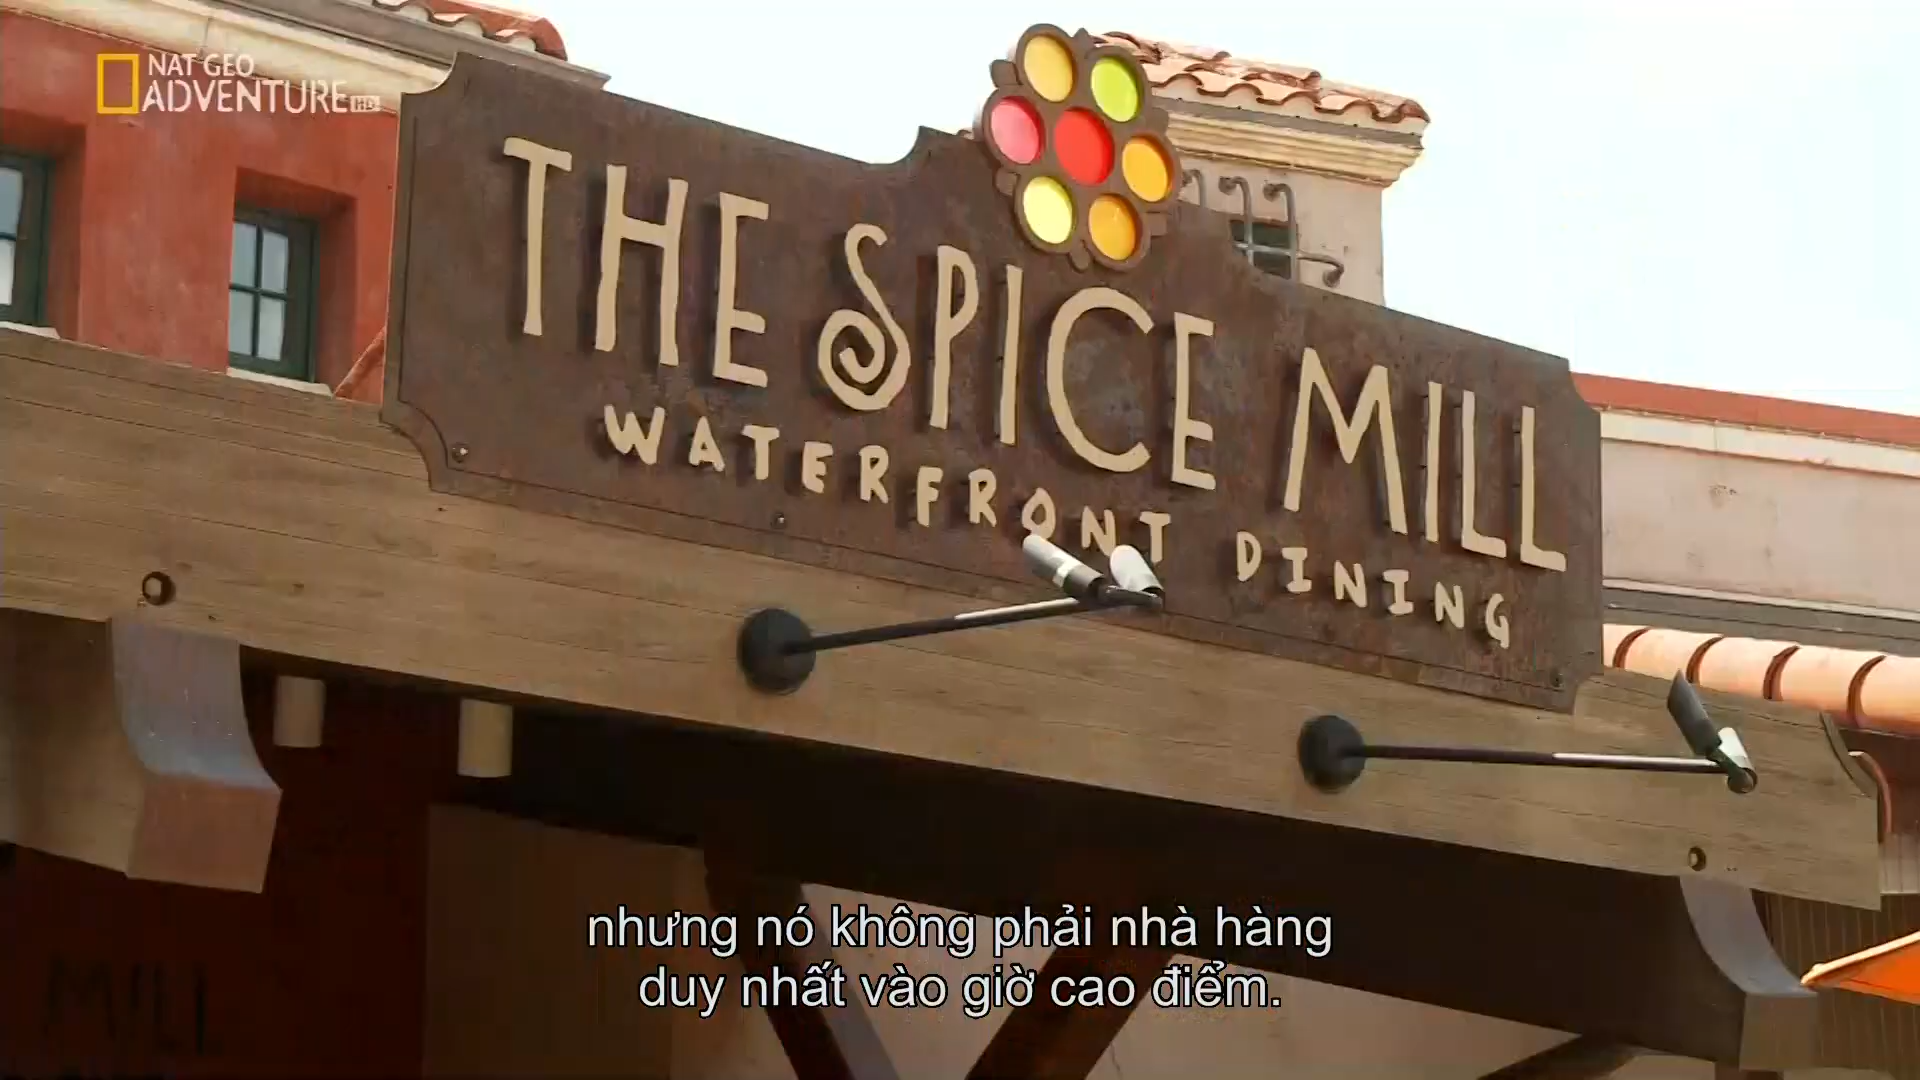 NAT GEO
ADVENTURE HD
THE SPICE MILL
WATERFRONT DINING
MILL
nhưng nó không phải nhà hàng
duy nhất vào giờ cao điểm.